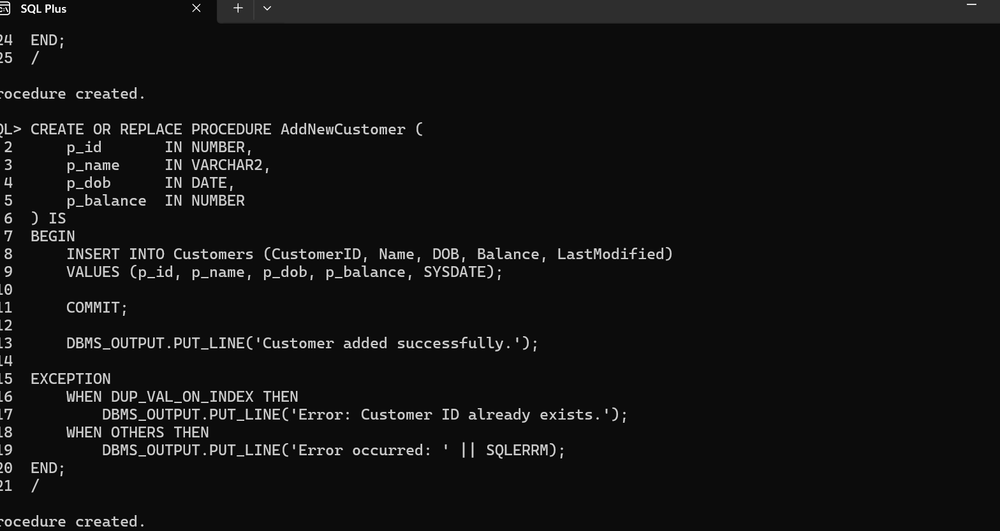 SQL Plus
24  END;
25  /
rocedure created.
QL> CREATE OR REPLACE PROCEDURE AddNewCustomer (
2      p_id       IN NUMBER,
3      p_name     IN VARCHAR2,
4      p_dob      IN DATE,
5      p_balance  IN NUMBER
6  ) IS
7  BEGIN
8      INSERT INTO Customers (CustomerID, Name, DOB, Balance, LastModified)
9      VALUES (p_id, p_name, p_dob, p_balance, SYSDATE);
10
11      COMMIT;
12
13      DBMS_OUTPUT.PUT_LINE('Customer added successfully.');
14
15  EXCEPTION
16      WHEN DUP_VAL_ON_INDEX THEN
17          DBMS_OUTPUT.PUT_LINE('Error: Customer ID already exists.');
18      WHEN OTHERS THEN
19          DBMS_OUTPUT.PUT_LINE('Error occurred: ' || SQLERRM);
20  END;
21  /
rocedure created.